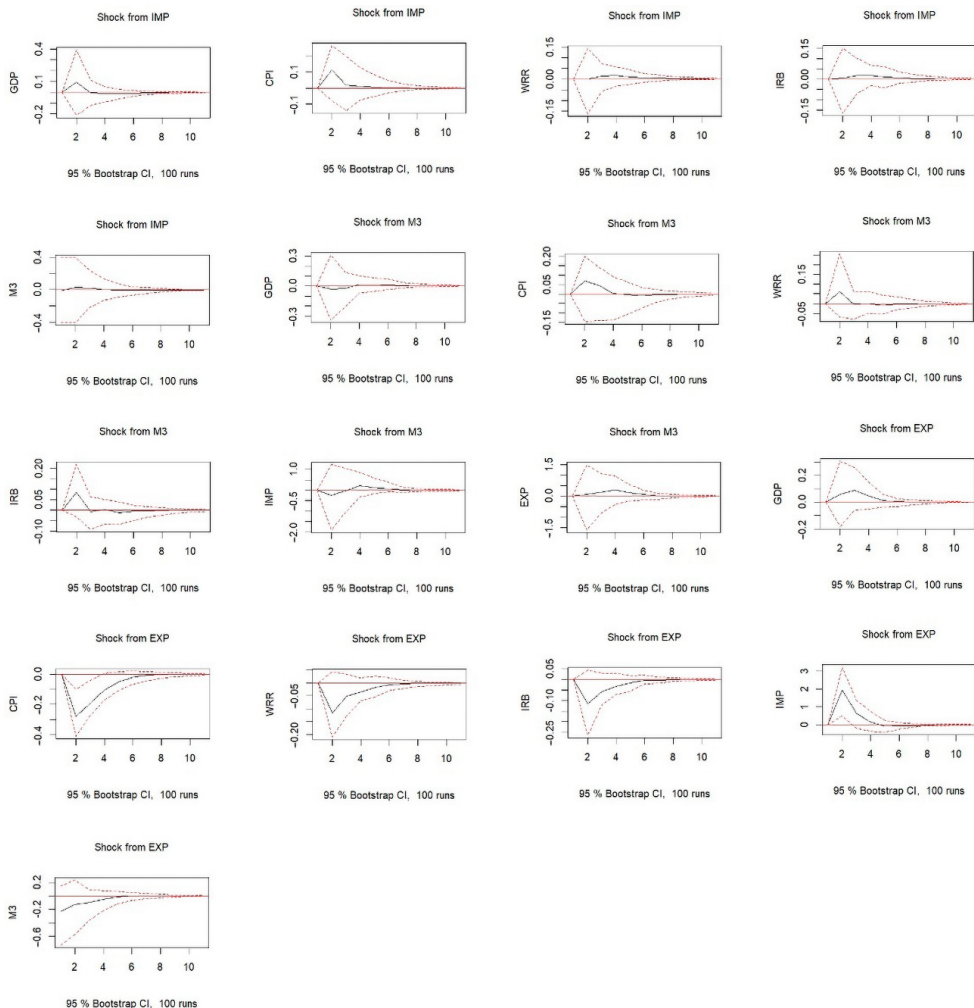 Shock from IMP
GDP
0.4
0.1
-0.2
2 4 6 8 10
95 % Bootstrap CI, 100 runs
Shock from IMP
CPI
0.1
-0.1
2 4 6 8 10
95 % Bootstrap CI, 100 runs
Shock from IMP
WRR
0.15
0.00
-0.15
2 4 6 8 10
95 % Bootstrap CI, 100 runs
Shock from IMP
IRB
0.15
0.00
-0.15
2 4 6 8 10
95 % Bootstrap CI, 100 runs
Shock from IMP
M3
0.4
0.0
-0.4
2 4 6 8 10
95 % Bootstrap CI, 100 runs
Shock from M3
GDP
0.3
0.0
-0.3
2 4 6 8 10
95 % Bootstrap CI, 100 runs
Shock from M3
CPI
0.20
0.05
-0.15
2 4 6 8 10
95 % Bootstrap CI, 100 runs
Shock from M3
WRR
0.15
-0.05
2 4 6 8 10
95 % Bootstrap CI, 100 runs
Shock from M3
IRB
0.20
0.05
-0.10
2 4 6 8 10
95 % Bootstrap CI, 100 runs
Shock from M3
IMP
1.0
-0.5
-2.0
2 4 6 8 10
95 % Bootstrap CI, 100 runs
Shock from M3
EXP
1.5
0.0
-1.5
2 4 6 8 10
95 % Bootstrap CI, 100 runs
Shock from EXP
GDP
0.2
0.0
-0.2
2 4 6 8 10
95 % Bootstrap CI, 100 runs
Shock from EXP
CPI
0.0
-0.2
-0.4
2 4 6 8 10
95 % Bootstrap CI, 100 runs
Shock from EXP
WRR
-0.05
-0.20
2 4 6 8 10
95 % Bootstrap CI, 100 runs
Shock from EXP
IRB
0.05
-0.10
-0.25
2 4 6 8 10
95 % Bootstrap CI, 100 runs
Shock from EXP
IMP
3
2
1
0
2 4 6 8 10
95 % Bootstrap CI, 100 runs
Shock from EXP
M3
0.2
-0.2
-0.6
2 4 6 8 10
95 % Bootstrap CI, 100 runs